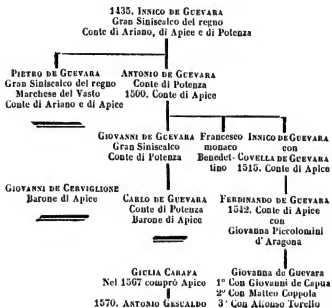 1435. INNICO DE GUEVARA
Gran Siniscalco del regno
Conte di Ariano, di Apice e di Potenza
PIETRO DE GUEVARA
Gran Siniscalco del regno
Marchese del Vasto
Conte di Ariano e di Apice
ANTONIO DE GUEVARA
Conte di Potenza
1500. Conte di Apice
GIOVANNI DE GUEVARA
Gran Siniscalco
Conte di Potenza
Francesco
monaco
Benedet-
tino
INNICO DE GUEVARA
con
COVELLA DE GUEVARA
1515. Conte di Apice
GIOVANNI DE CERVIGLIONE
Barone di Apice
CARLO DE GUEVARA
Conte di Potenza
Barone di Apice
FERDINANDO DE GUEVARA
1542. Conte di Apice
con
Giovanna Piccolomini
d'Aragona
GIULIA CARAFA
Nel 1567 comprò Apice
1570. ANTONIO GESUALDO
Giovanna de Guevara
1° Con Giovanni de Capua
2° Con Matteo Coppola
3° Con Alfonso Torello